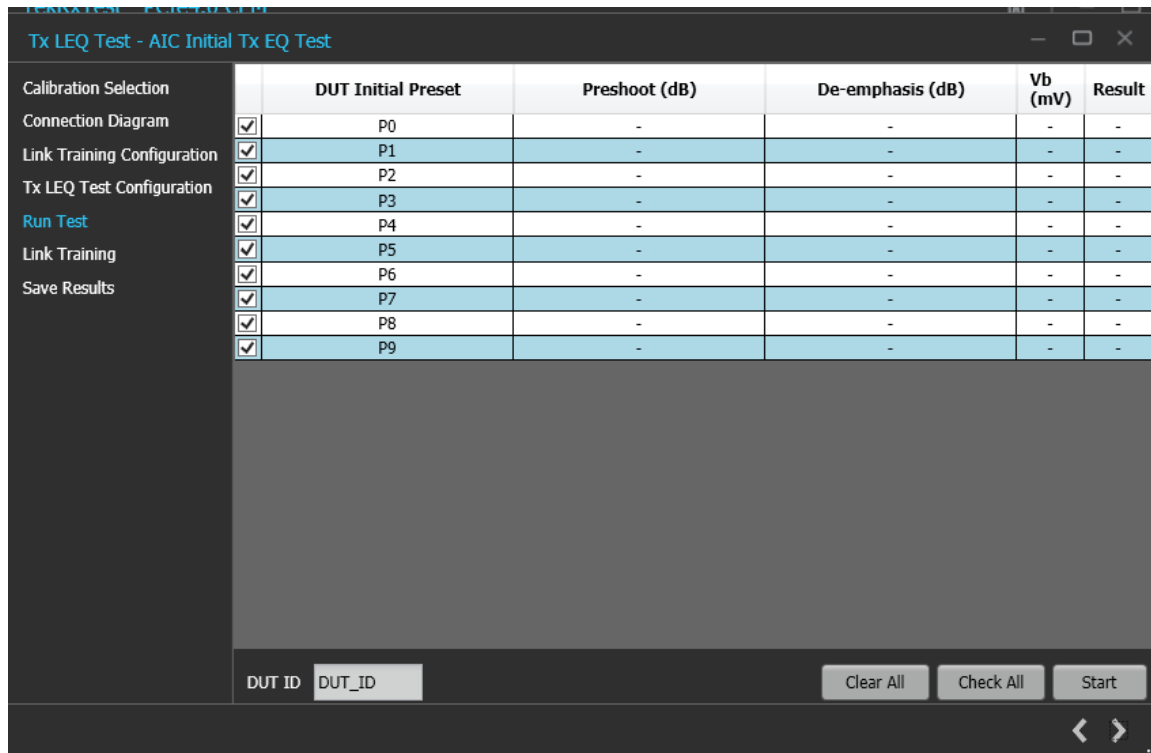 Tx LEQ Test - AIC Initial Tx EQ Test
Calibration Selection
Connection Diagram
Link Training Configuration
Tx LEQ Test Configuration
Run Test
Link Training
Save Results
DUT Initial Preset Preshoot (dB) De-emphasis (dB) Vb (mV) Result
P0 - - - -
P1 - - - -
P2 - - - -
P3 - - - -
P4 - - - -
P5 - - - -
P6 - - - -
P7 - - - -
P8 - - - -
P9 - - - -
DUT ID DUT_ID Clear All Check All Start